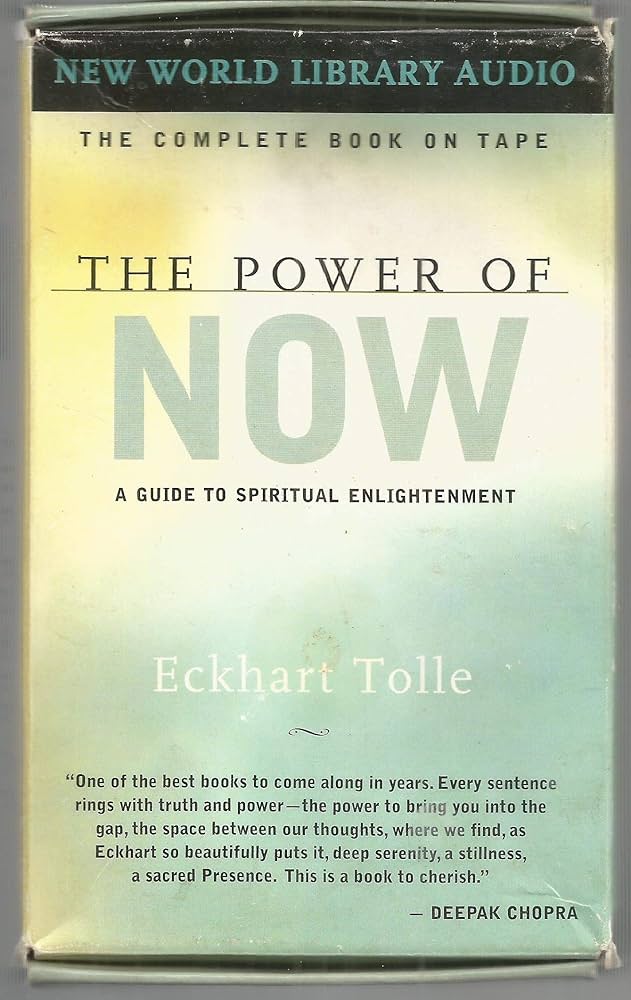 NEW WORLD LIBRARY AUDIO
THE COMPLETE BOOK ON TAPE
THE POWER OF
NOW
A GUIDE TO SPIRITUAL ENLIGHTENMENT
Eckhart Tolle
“One of the best books to come along in years. Every sentence
rings with truth and power—the power to bring you into the
gap, the space between our thoughts, where we find, as
Eckhart so beautifully puts it, deep serenity, a stillness,
a sacred Presence. This is a book to cherish.”
— DEEPAK CHOPRA